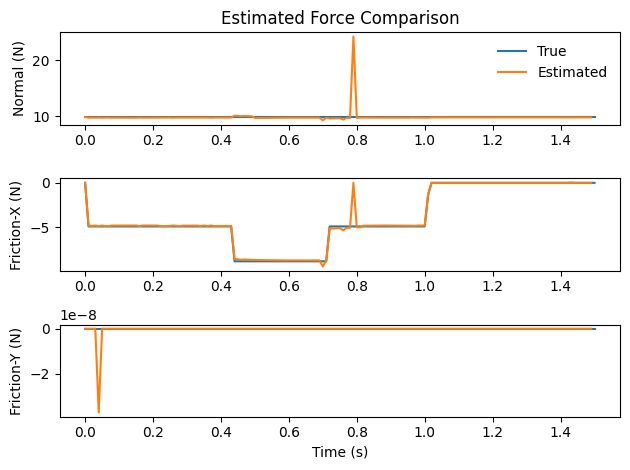 Estimated Force Comparison
Normal (N)
20
10
True
Estimated
0.0 0.2 0.4 0.6 0.8 1.0 1.2 1.4
Friction-X (N)
0
−5
0.0 0.2 0.4 0.6 0.8 1.0 1.2 1.4
1e−8
Friction-Y (N)
0
−2
0.0 0.2 0.4 0.6 0.8 1.0 1.2 1.4
Time (s)